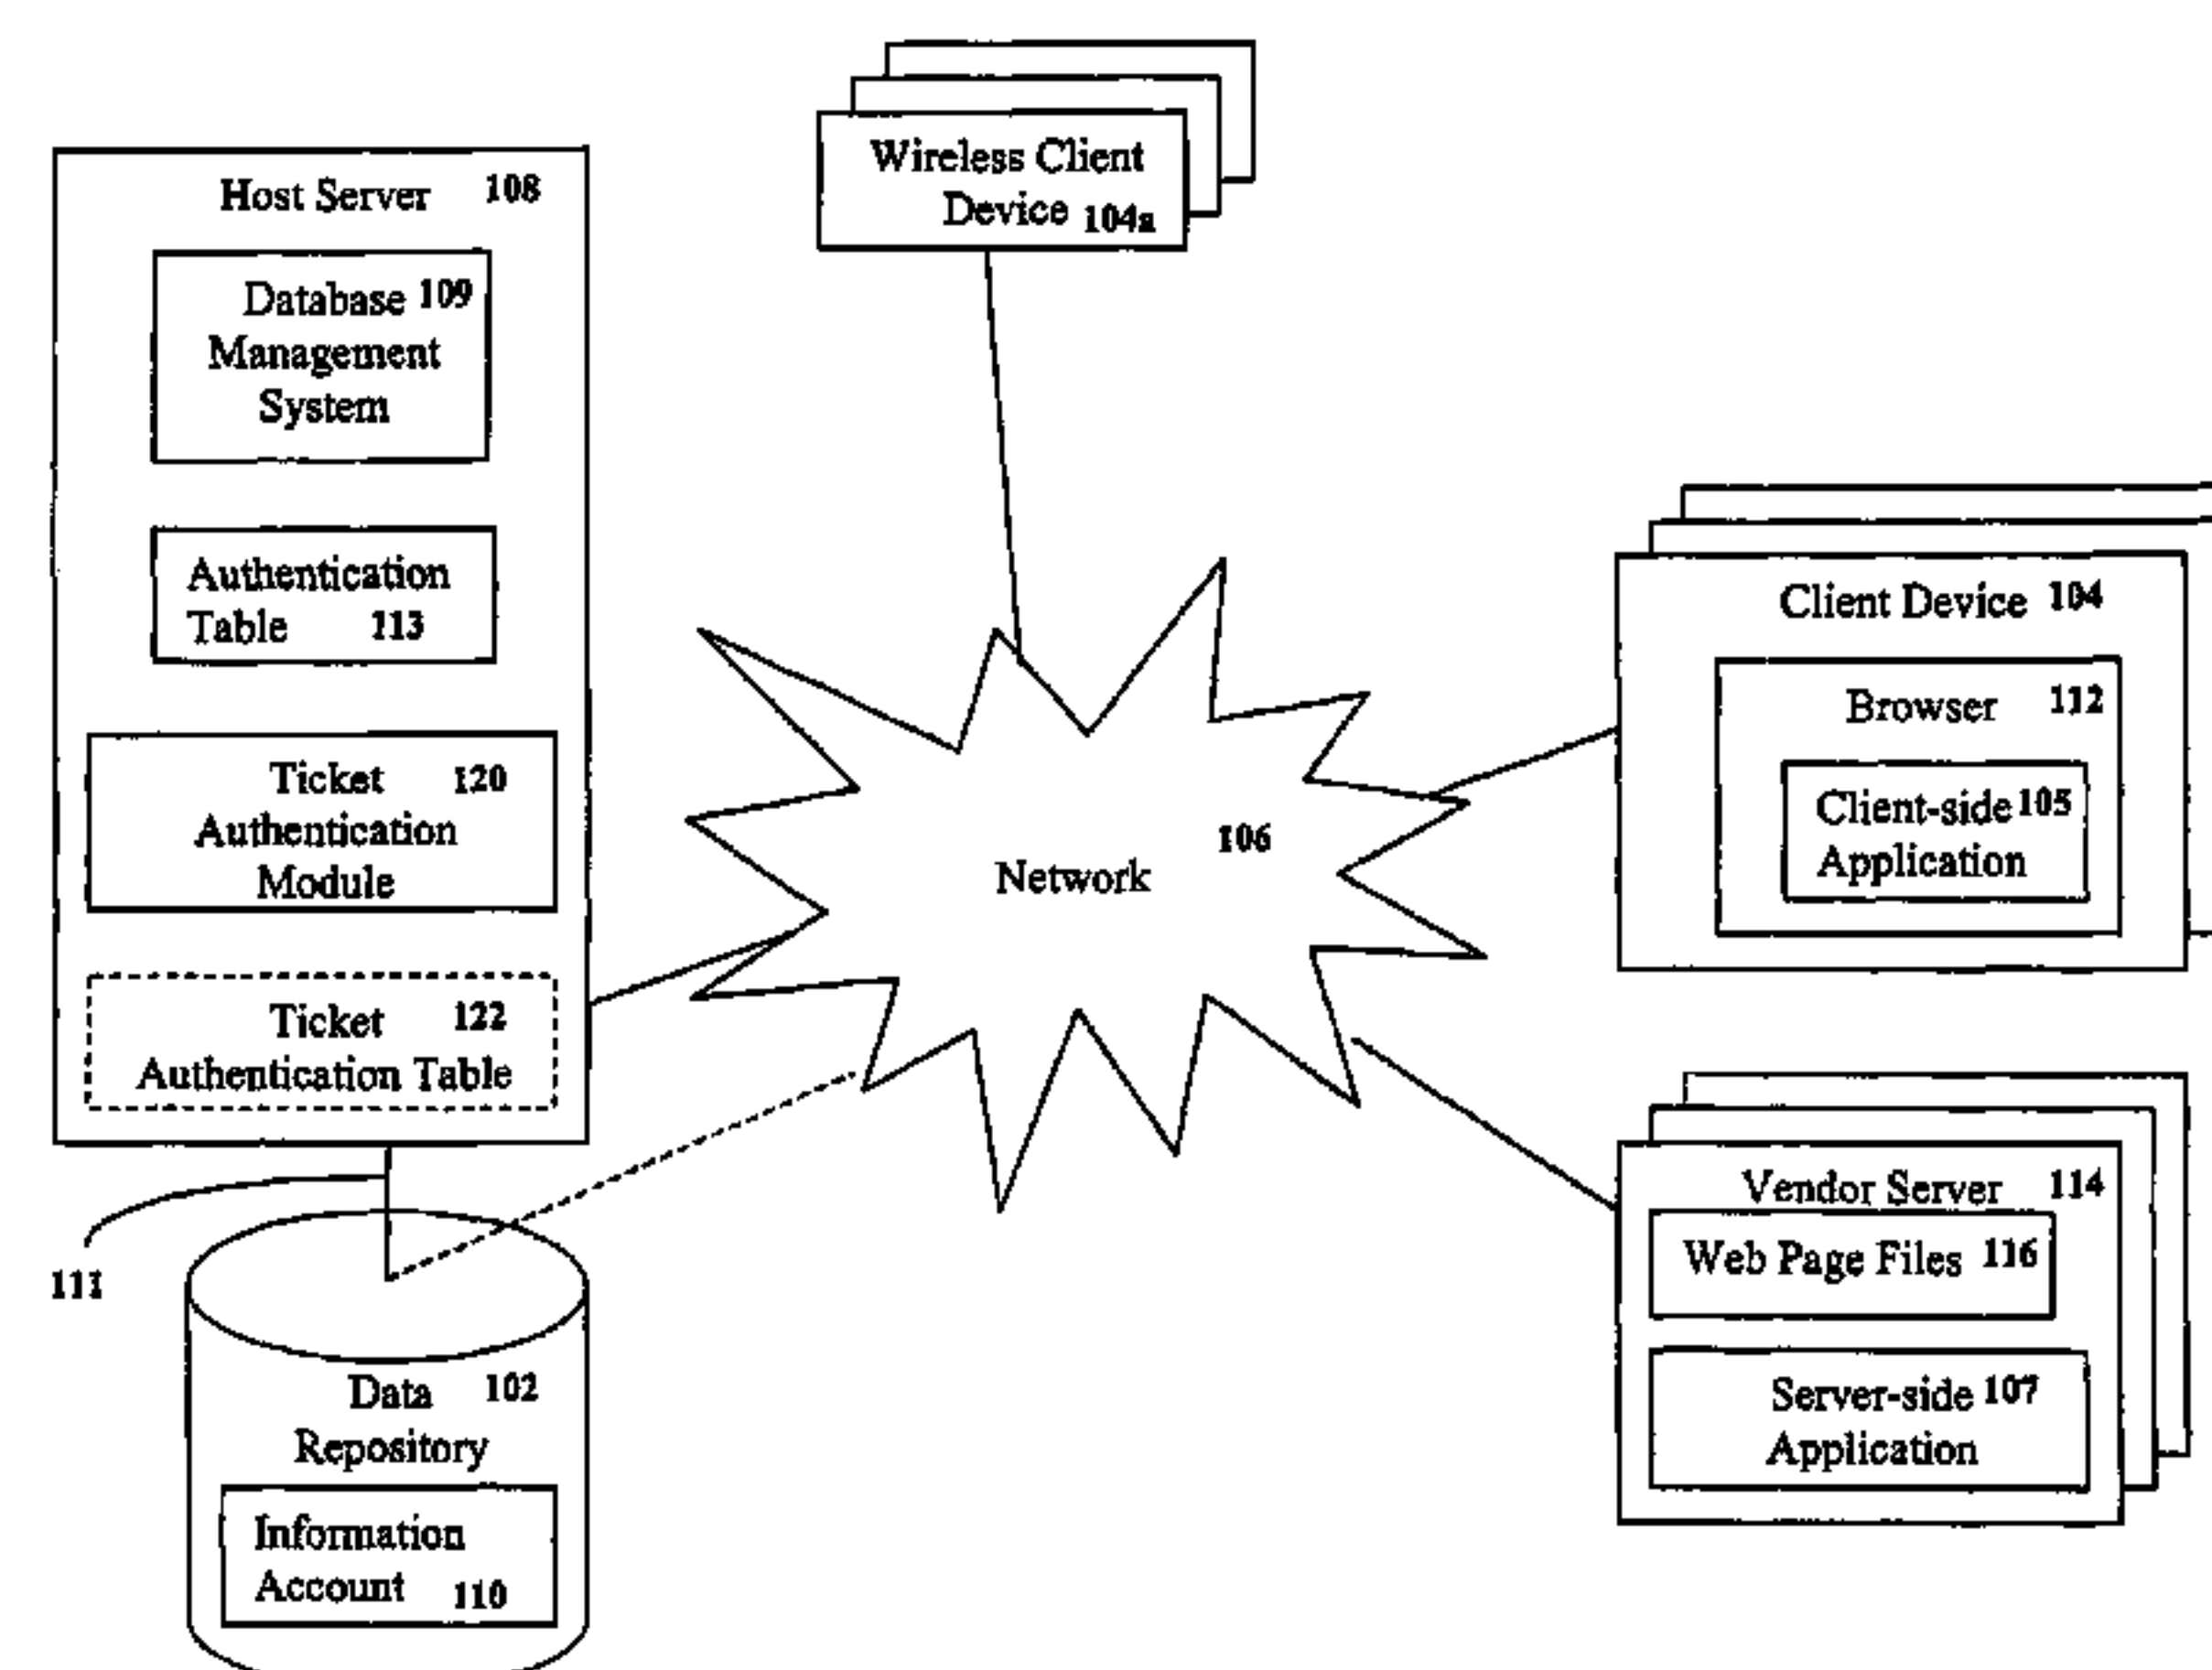 Wireless Client
Device 104a
Host Server 108
Database 109
Management
System
Authentication
Table 113
Ticket 120
Authentication
Module
Ticket 122
Authentication Table
111
Data 102
Repository
Information
Account 110
Network 106
Client Device 104
Browser 112
Client-side 105
Application
Vendor Server 114
Web Page Files 116
Server-side 107
Application